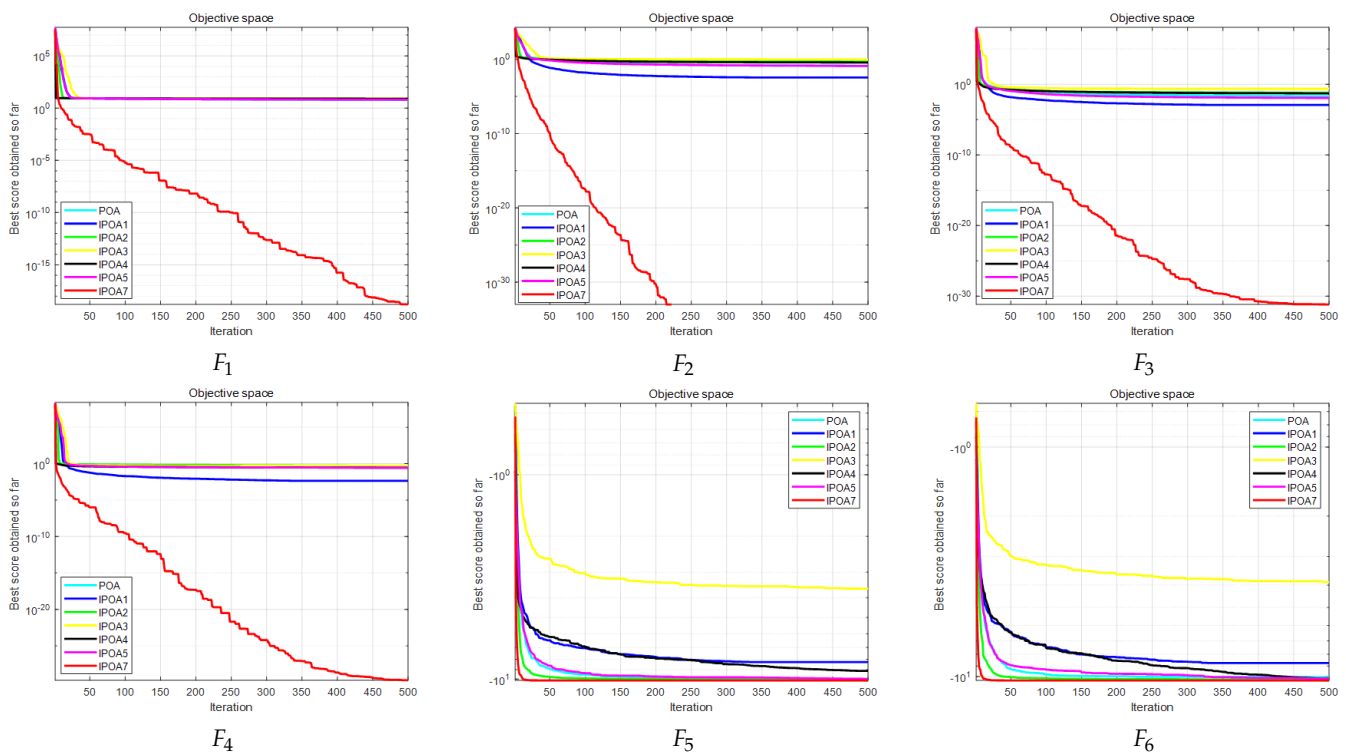 Objective space
Best score obtained so far
10^5
10^0
10^-5
10^-10
10^-15
POA
IPOA1
IPOA2
IPOA3
IPOA4
IPOA5
IPOA7
50 100 150 200 250 300 350 400 450 500
Iteration
F1
Objective space
Best score obtained so far
10^0
10^-10
10^-20
10^-30
POA
IPOA1
IPOA2
IPOA3
IPOA4
IPOA5
IPOA7
50 100 150 200 250 300 350 400 450 500
Iteration
F2
Objective space
Best score obtained so far
10^0
10^-10
10^-20
10^-30
POA
IPOA1
IPOA2
IPOA3
IPOA4
IPOA5
IPOA7
50 100 150 200 250 300 350 400 450 500
Iteration
F3
Objective space
Best score obtained so far
10^0
10^-10
10^-20
POA
IPOA1
IPOA2
IPOA3
IPOA4
IPOA5
IPOA7
50 100 150 200 250 300 350 400 450 500
Iteration
F4
Objective space
Best score obtained so far
-10^0
-10^1
POA
IPOA1
IPOA2
IPOA3
IPOA4
IPOA5
IPOA7
50 100 150 200 250 300 350 400 450 500
Iteration
F5
Objective space
Best score obtained so far
-10^0
-10^1
POA
IPOA1
IPOA2
IPOA3
IPOA4
IPOA5
IPOA7
50 100 150 200 250 300 350 400 450 500
Iteration
F6